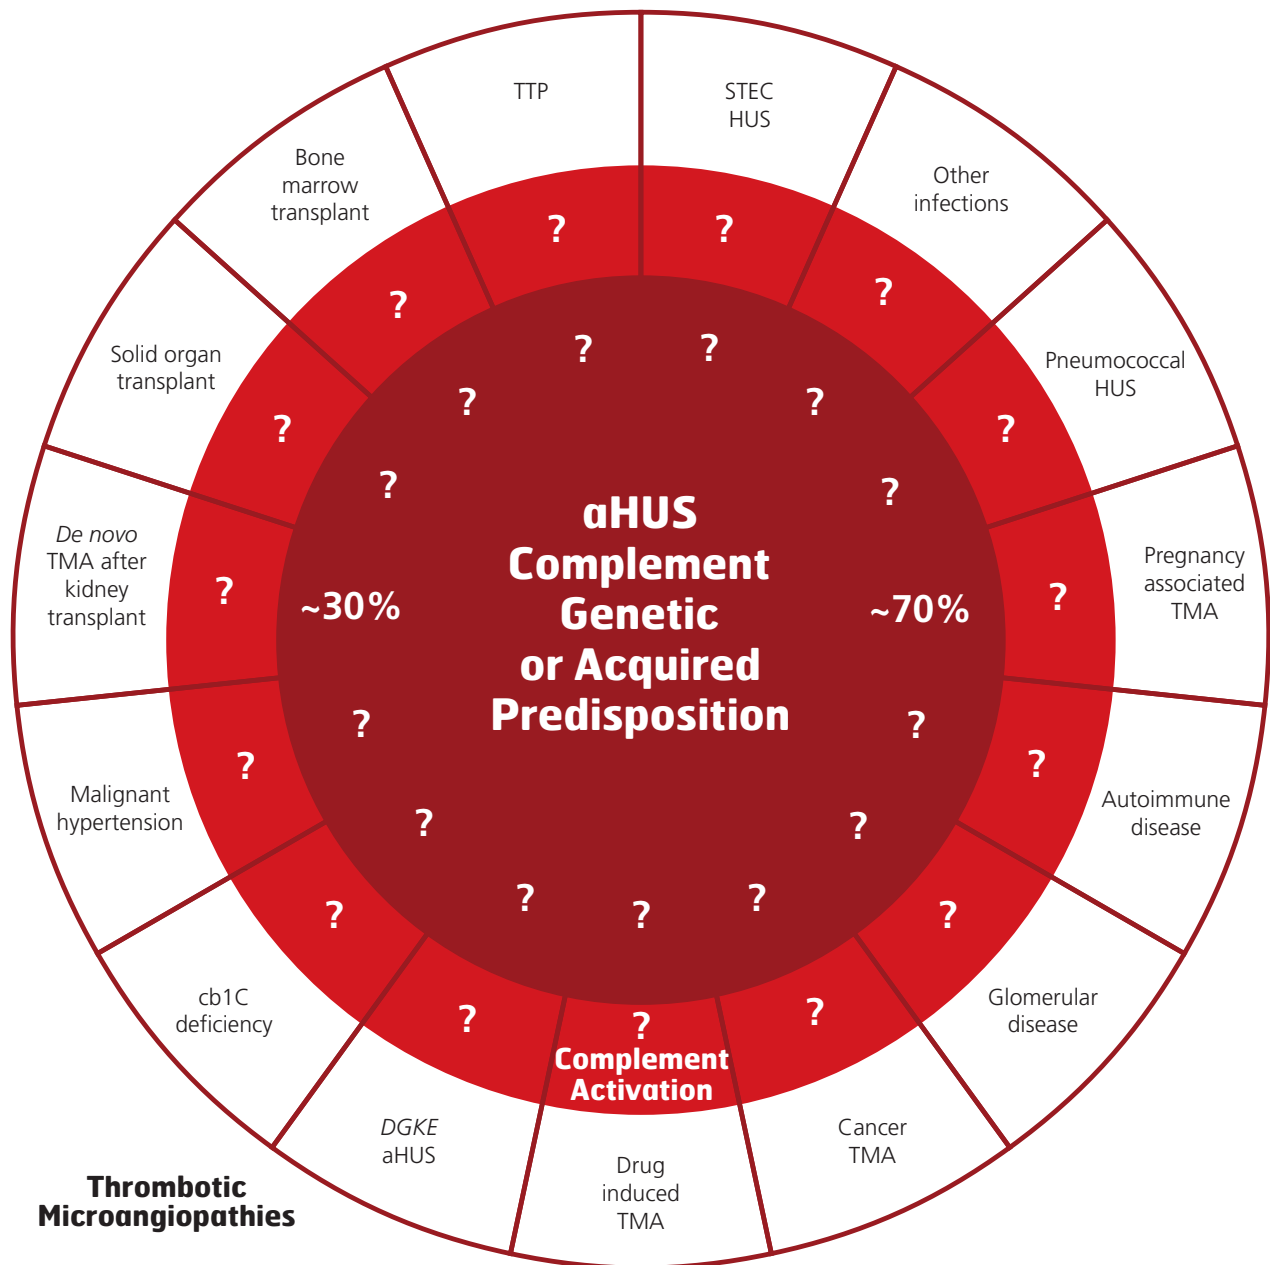 TTP
STEC
HUS
Other
infections
Pneumococcal
HUS
Pregnancy
associated
TMA
Autoimmune
disease
Glomerular
disease
Cancer
TMA
Drug
induced
TMA
DGKE
aHUS
cb1C
deficiency
Malignant
hypertension
De novo
TMA after
kidney
transplant
Solid organ
transplant
Bone
marrow
transplant
?
?
?
?
?
?
?
?
?
Complement
Activation
?
?
?
?
?
?
?
?
?
?
?
~70%
?
?
?
?
?
?
?
~30%
?
?
?
aHUS
Complement
Genetic
or Acquired
Predisposition
Thrombotic
Microangiopathies